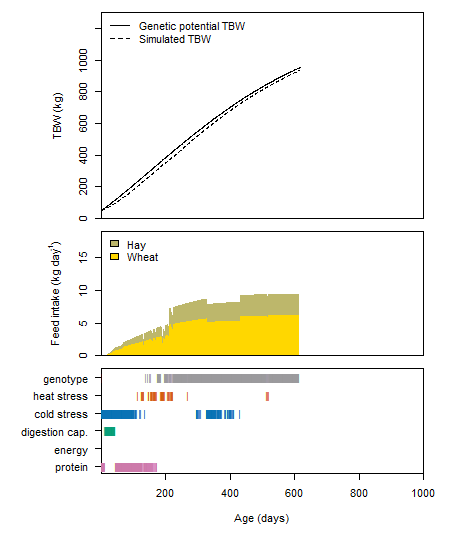 Genetic potential TBW
Simulated TBW
TBW (kg)
0
200
400
600
800
1000
Hay
Wheat
Feed intake (kg day⁻¹)
0
5
10
15
genotype
heat stress
cold stress
digestion cap.
energy
protein
200 400 600 800 1000
Age (days)